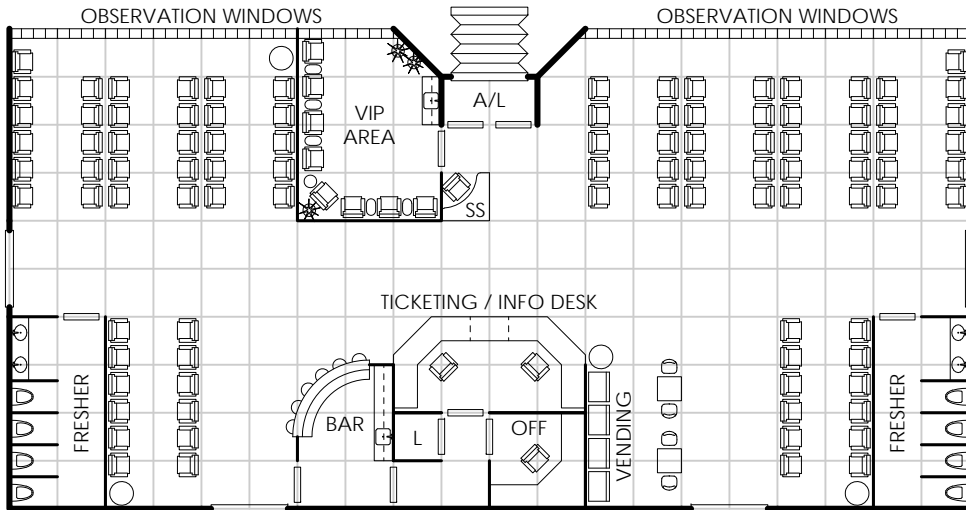 OBSERVATION WINDOWS
OBSERVATION WINDOWS
A/L
VIP
AREA
SS
TICKETING / INFO DESK
FRESHER
BAR
L
OFF
VENDING
FRESHER